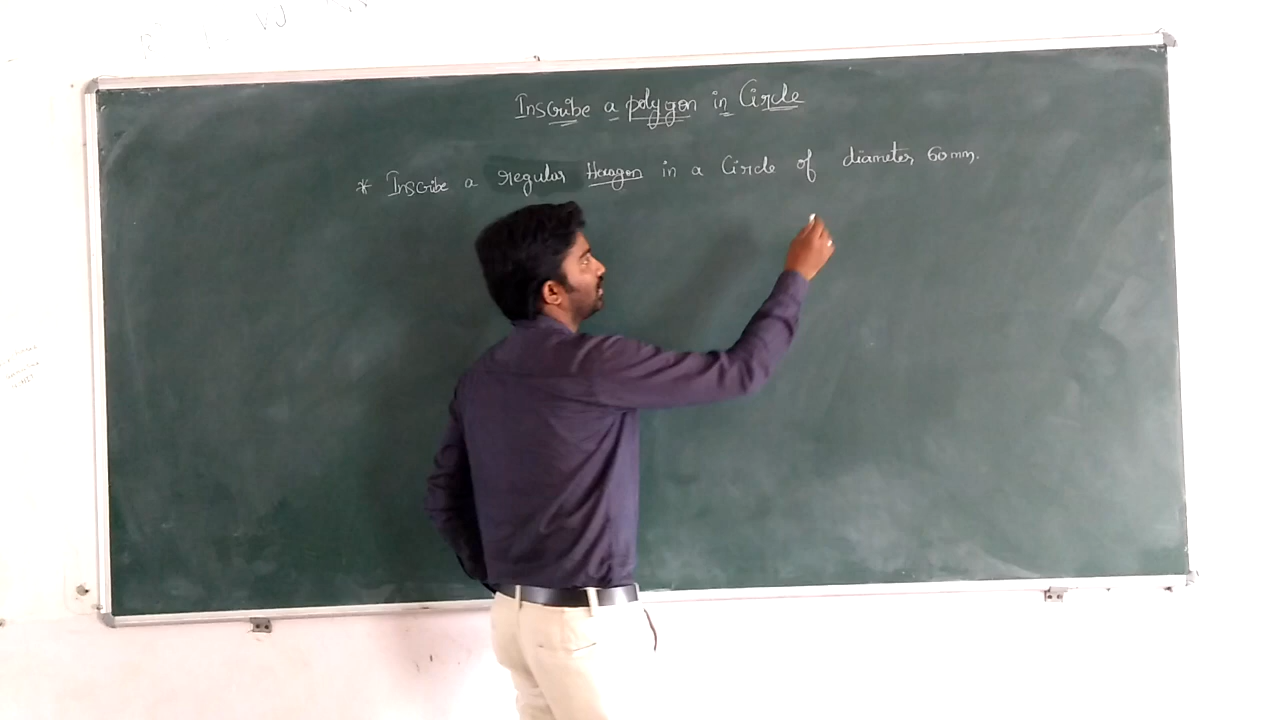 Inscribe a polygon in Circle
* Inscribe a regular Hexagon in a Circle of diameter 60mm.